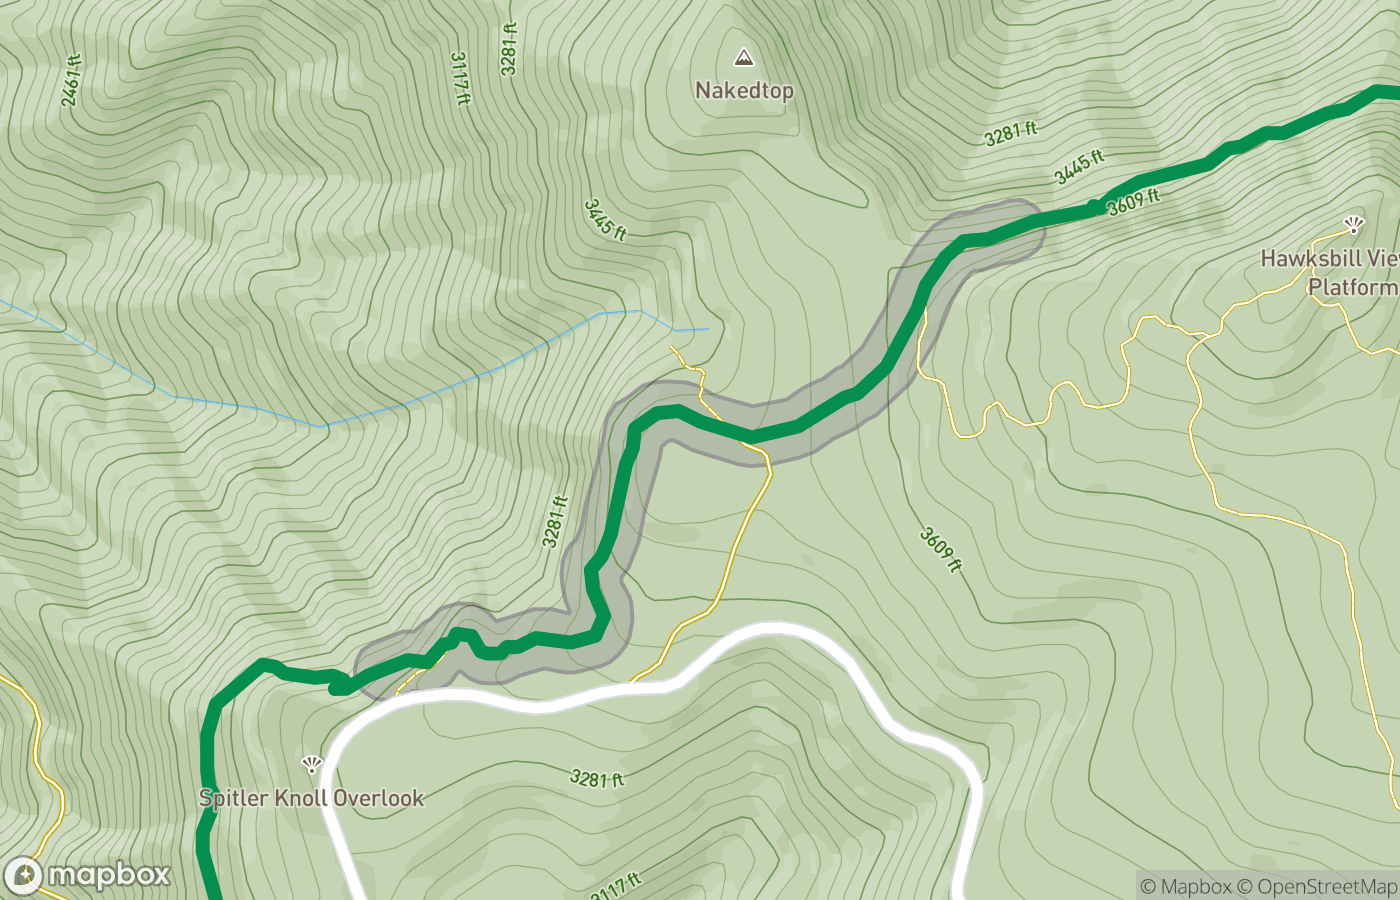 2461 ft
3117 ft
3281 ft
Nakedtop
3281 ft
3445 ft
3609 ft
3445 ft
Hawksbill Vie
Platform
3281 ft
3609 ft
3281 ft
Spitler Knoll Overlook
3117 ft
mapbox
© Mapbox © OpenStreetMap